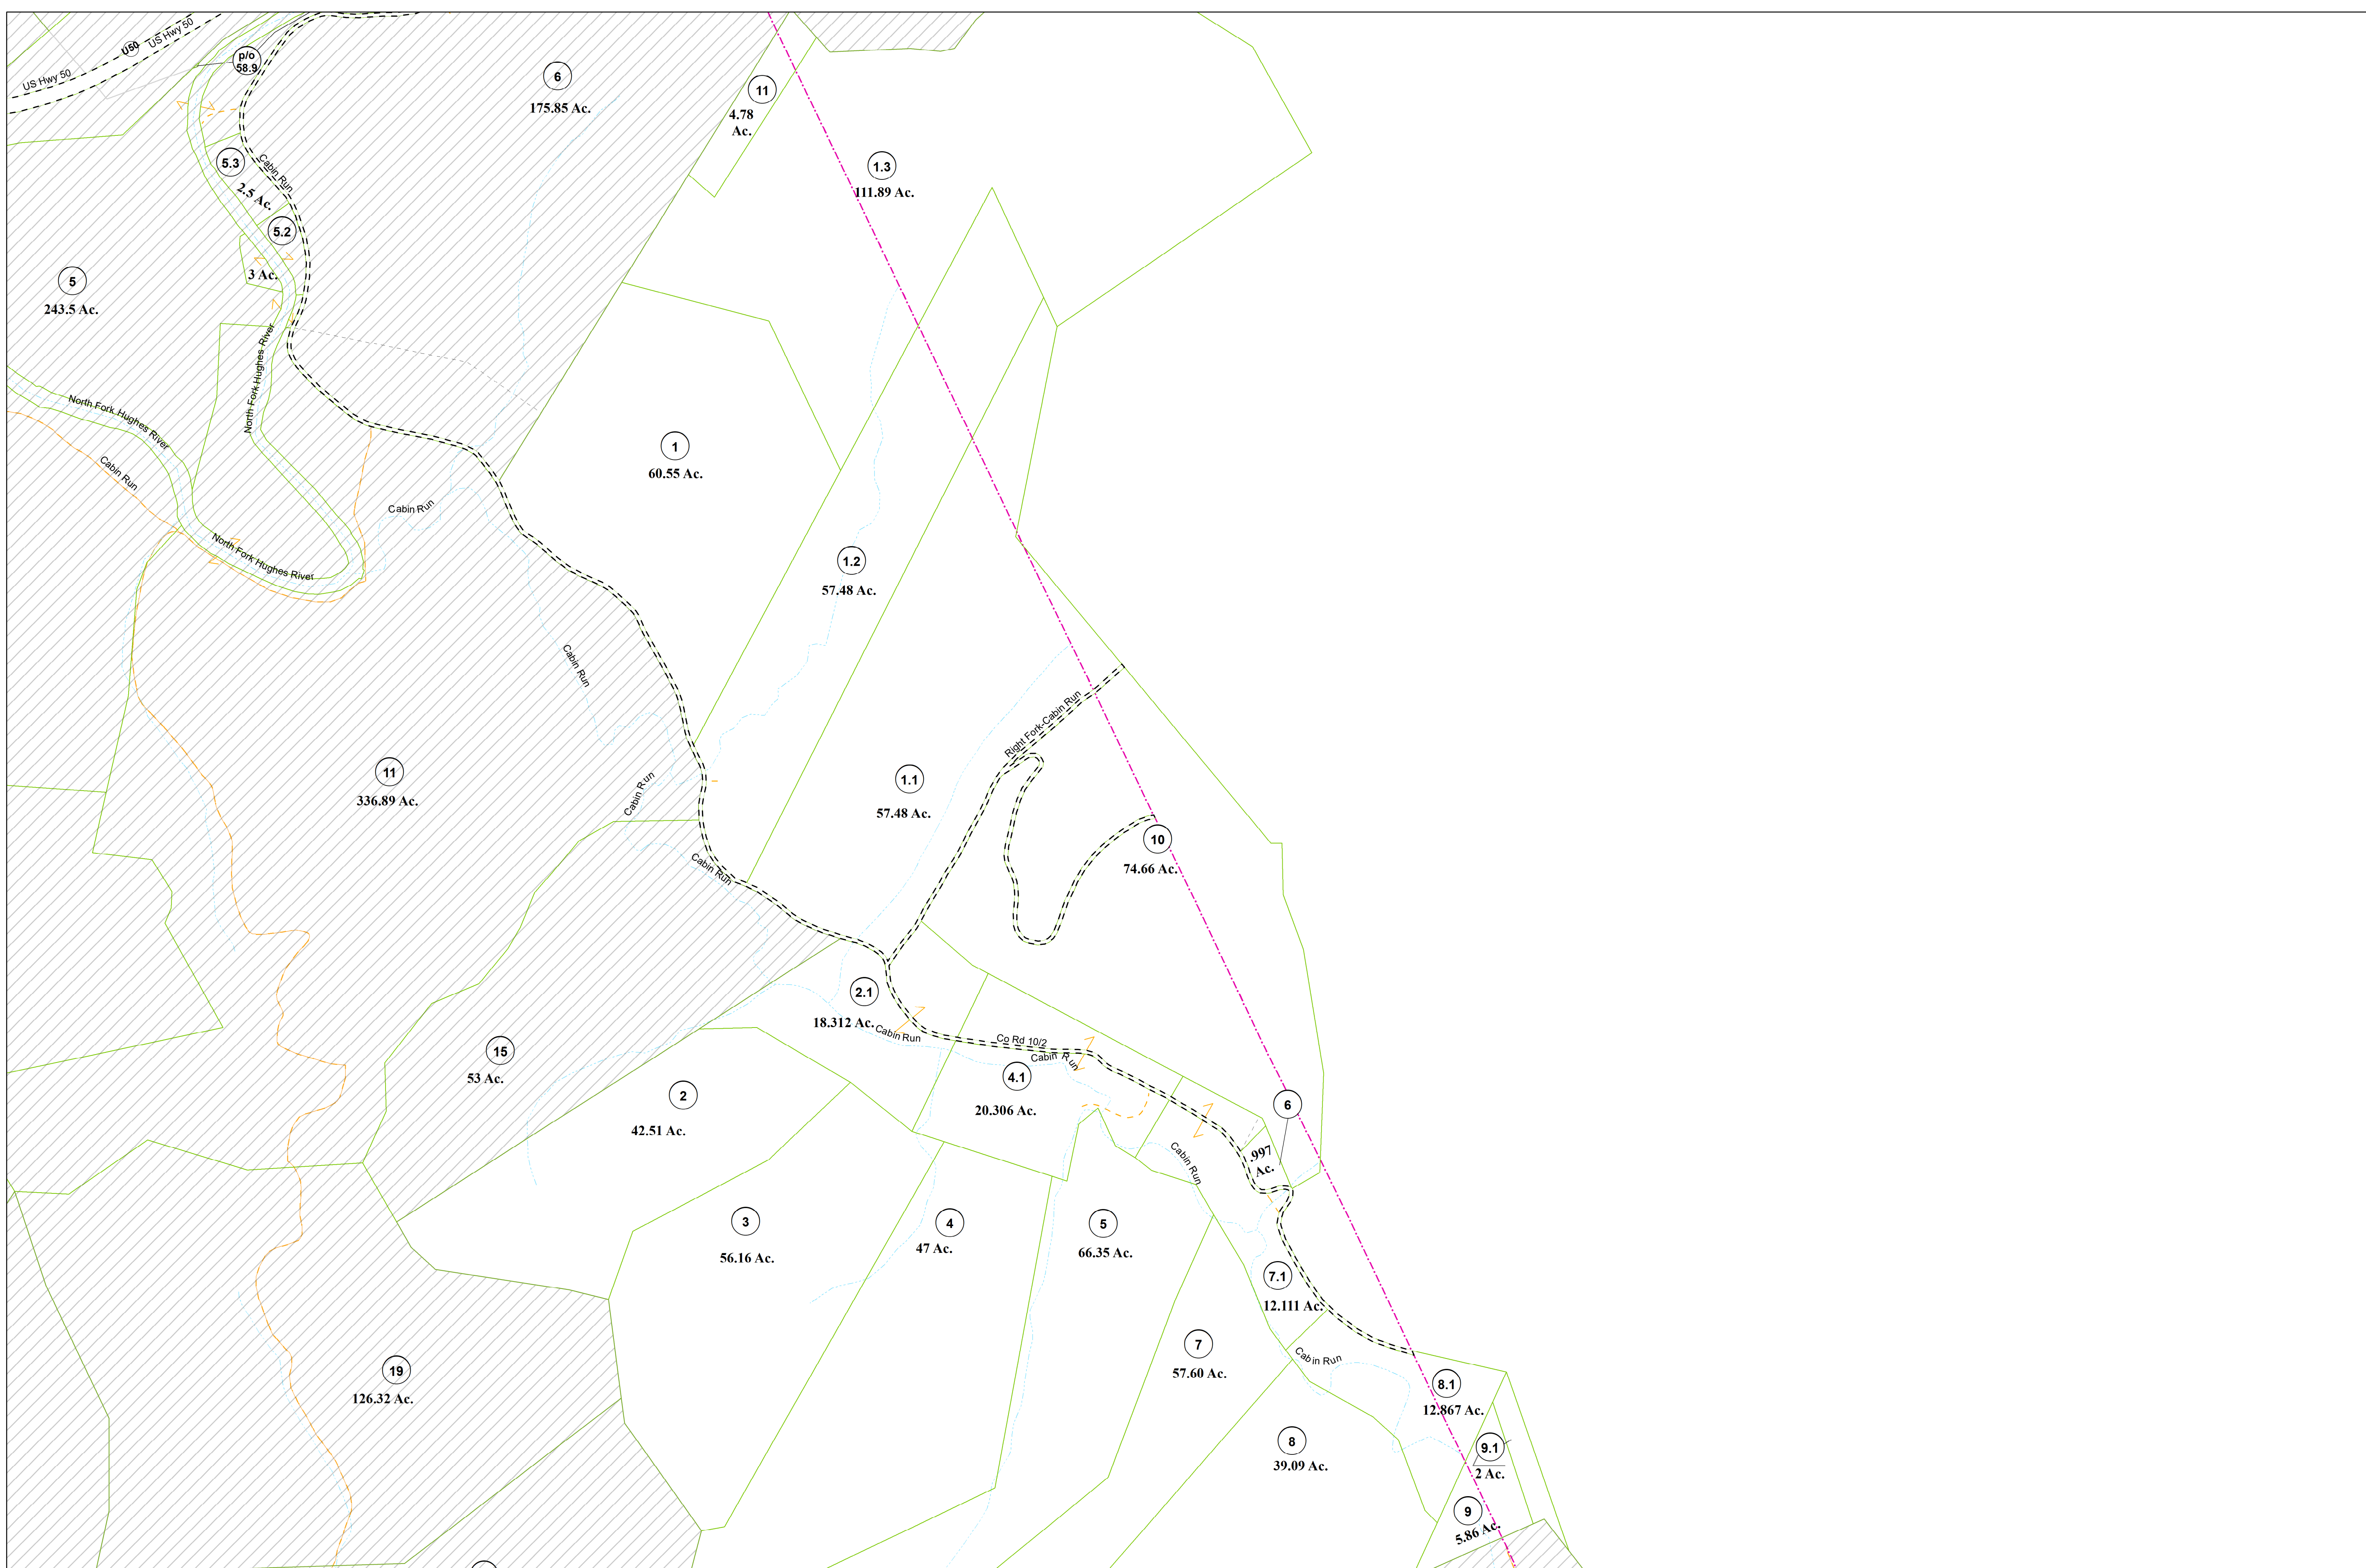 US Hwy 50
U50
US Hwy 50
p/o
58.9
6
175.85 Ac.
11
4.78
Ac.
1.3
111.89 Ac.
5.3
2.5 Ac.
Cabin Run
5.2
3 Ac.
5
243.5 Ac.
North Fork Hughes River
North Fork Hughes River
Cabin Run
1
60.55 Ac.
Cabin Run
North Fork Hughes River
1.2
57.48 Ac.
Cabin Run
Right Fork-Cabin Run
11
336.89 Ac.
Cabin Run
1.1
57.48 Ac.
10
74.66 Ac.
Cabin Run
2.1
18.312 Ac.
Cabin Run
Co Rd 10/2
Cabin Run
15
53 Ac.
4.1
20.306 Ac.
2
42.51 Ac.
6
.997
Ac.
Cabin Run
3
56.16 Ac.
4
47 Ac.
5
66.35 Ac.
7.1
12.111 Ac.
7
57.60 Ac.
Cabin Run
19
126.32 Ac.
8.1
12.867 Ac.
8
39.09 Ac.
9.1
2 Ac.
9
5.86 Ac.